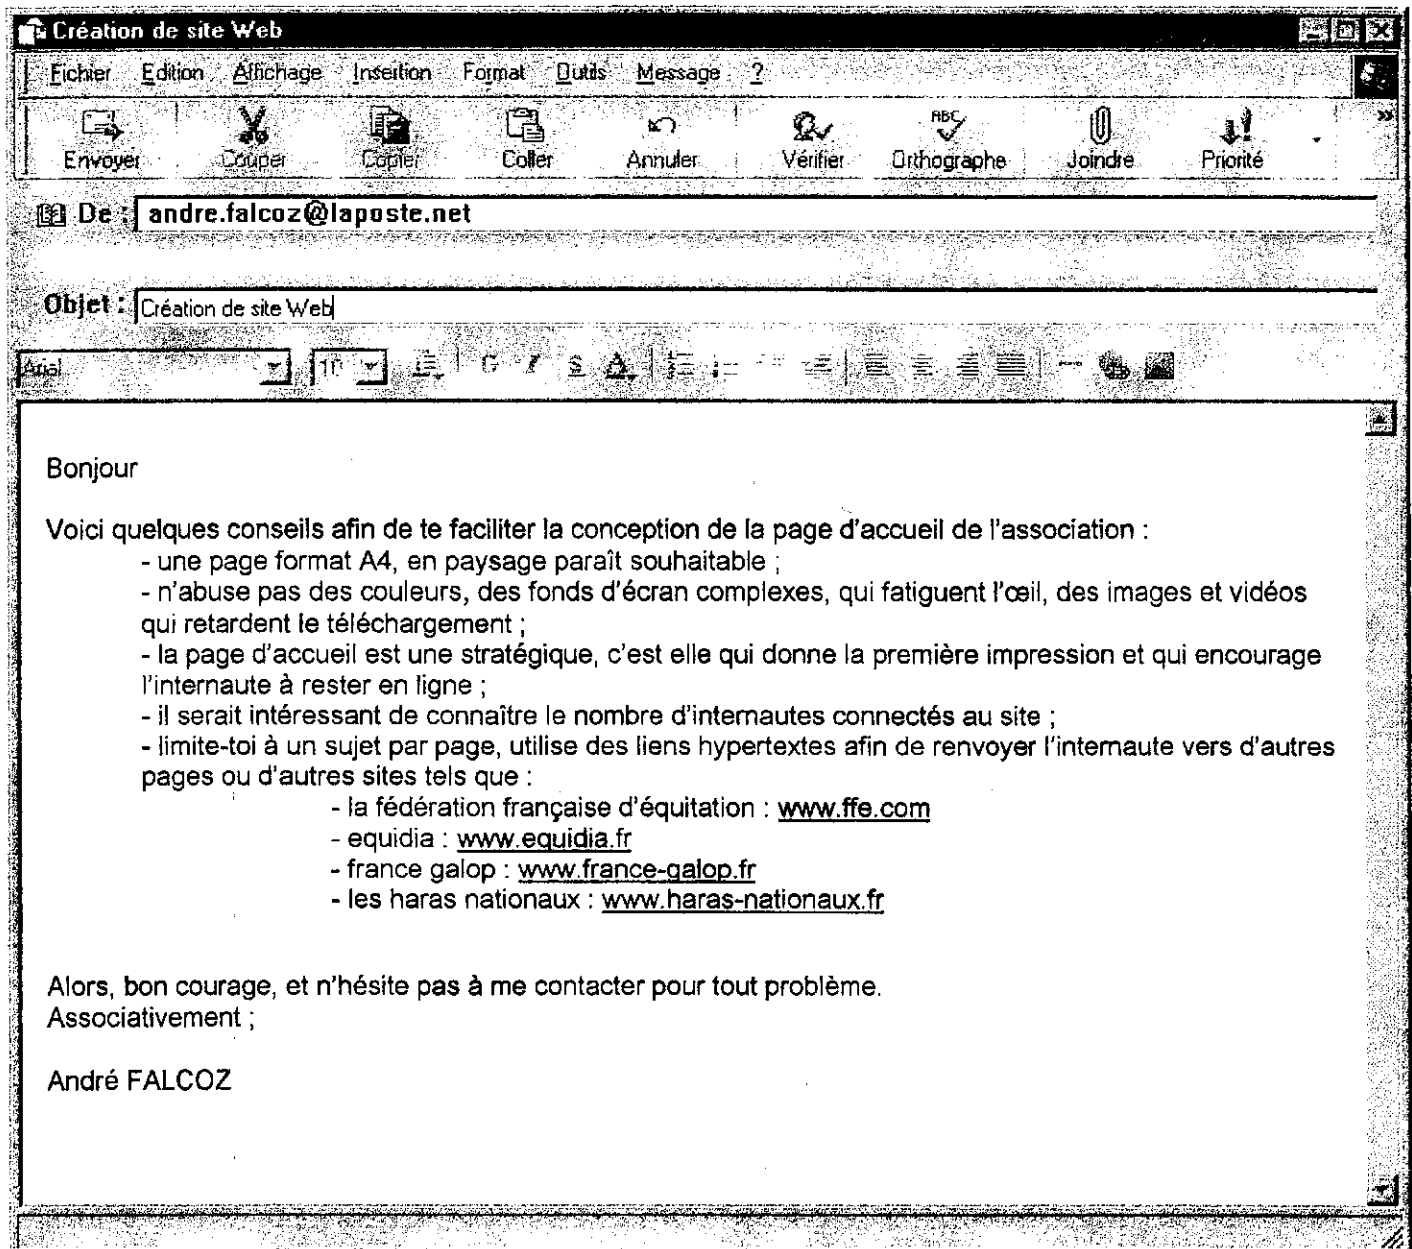 Création de site Web
Fichier Edition Affichage Insertion Format Outils Message ?
Envoyer Couper Copier Coller Annuler Vérifier Orthographe Joindre Priorité »
De : andre.falcoz@laposte.net
Objet : Création de site Web
Arial 10 G I S A
Bonjour
Voici quelques conseils afin de te faciliter la conception de la page d'accueil de l'association :
- une page format A4, en paysage paraît souhaitable ;
- n'abuse pas des couleurs, des fonds d'écran complexes, qui fatiguent l'œil, des images et vidéos
qui retardent le téléchargement ;
- la page d'accueil est une stratégique, c'est elle qui donne la première impression et qui encourage
l'internaute à rester en ligne ;
- il serait intéressant de connaître le nombre d'internautes connectés au site ;
- limite-toi à un sujet par page, utilise des liens hypertextes afin de renvoyer l'internaute vers d'autres
pages ou d'autres sites tels que :
- la fédération française d'équitation : www.ffe.com
- equidia : www.equidia.fr
- france galop : www.france-galop.fr
- les haras nationaux : www.haras-nationaux.fr
Alors, bon courage, et n'hésite pas à me contacter pour tout problème.
Associativement ;
André FALCOZ